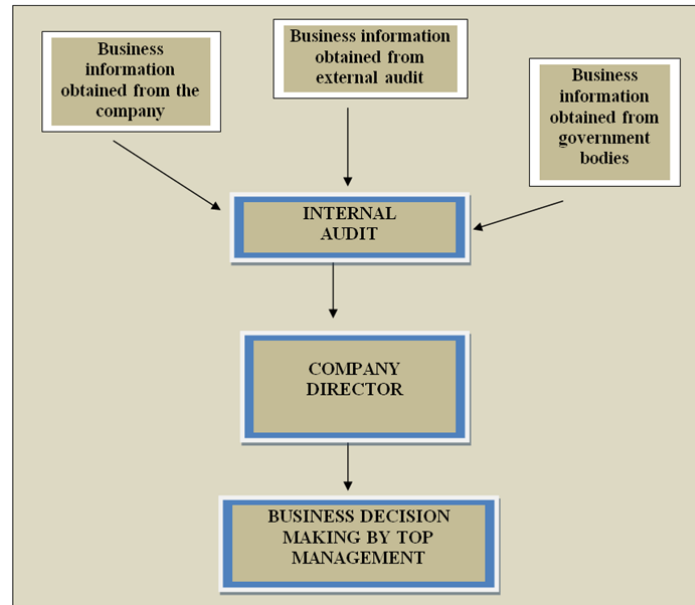 Business
information
obtained from the
company
Business information
obtained from
external audit
Business
information
obtained from
government
bodies
INTERNAL
AUDIT
COMPANY
DIRECTOR
BUSINESS DECISION
MAKING BY TOP
MANAGEMENT